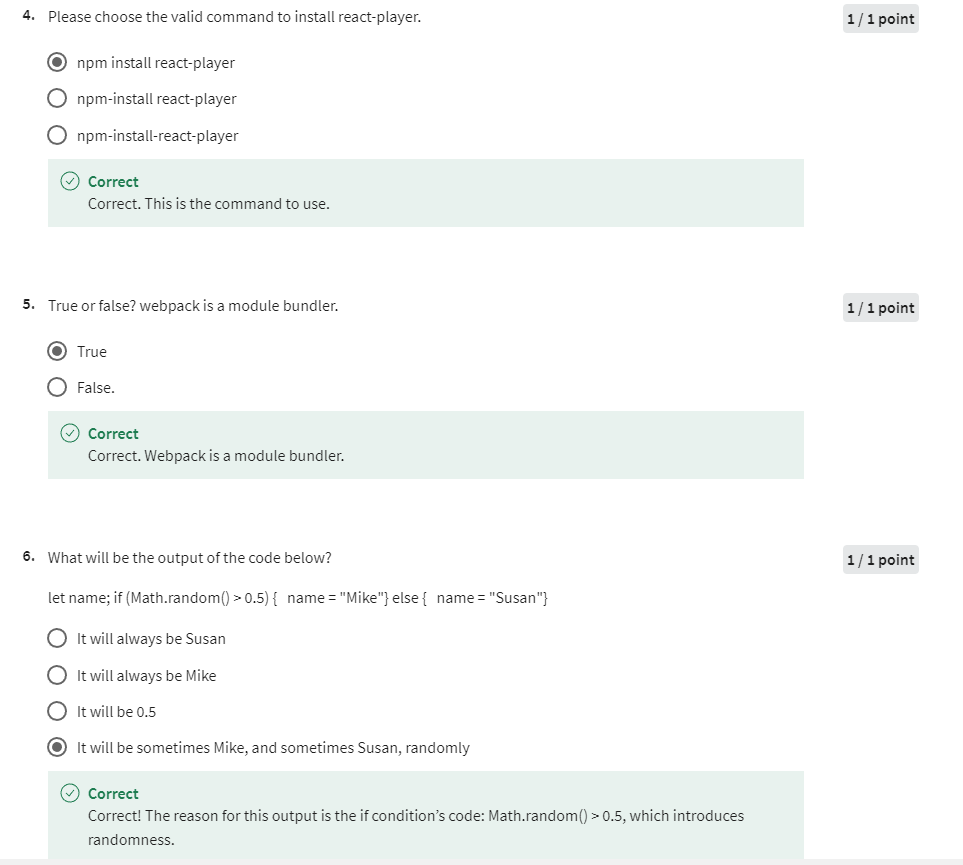 4. Please choose the valid command to install react-player.
1 / 1 point
npm install react-player
npm-install react-player
npm-install-react-player
Correct
Correct. This is the command to use.
5. True or false? webpack is a module bundler.
1 / 1 point
True
False.
Correct
Correct. Webpack is a module bundler.
6. What will be the output of the code below?
1 / 1 point
let name; if (Math.random() > 0.5) {   name = "Mike"} else {   name = "Susan"}
It will always be Susan
It will always be Mike
It will be 0.5
It will be sometimes Mike, and sometimes Susan, randomly
Correct
Correct! The reason for this output is the if condition’s code: Math.random() > 0.5, which introduces
randomness.